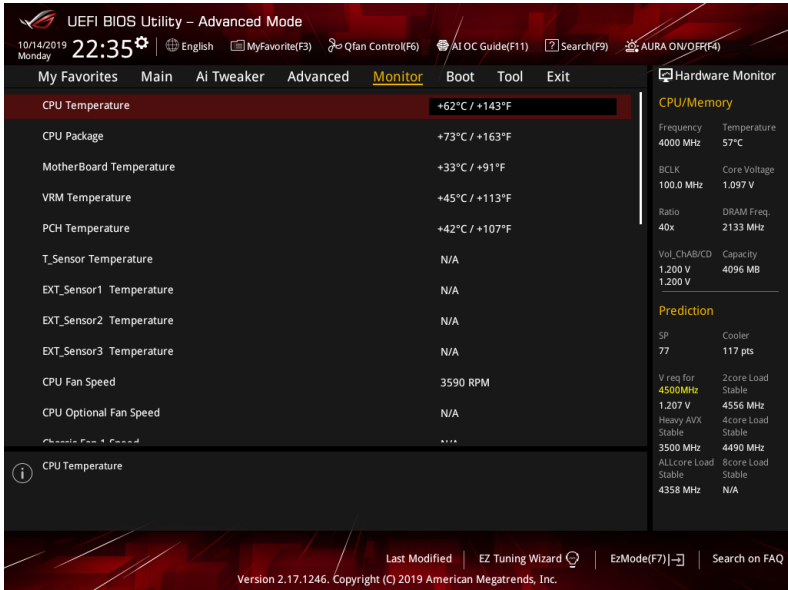 UEFI BIOS Utility – Advanced Mode
10/14/2019 Monday 22:35 English MyFavorite(F3) Qfan Control(F6) AI OC Guide(F11) ? Search(F9) AURA ON/OFF(F4)
My Favorites Main Ai Tweaker Advanced Monitor Boot Tool Exit
CPU Temperature +62°C / +143°F
CPU Package +73°C / +163°F
MotherBoard Temperature +33°C / +91°F
VRM Temperature +45°C / +113°F
PCH Temperature +42°C / +107°F
T_Sensor Temperature N/A
EXT_Sensor1 Temperature N/A
EXT_Sensor2 Temperature N/A
EXT_Sensor3 Temperature N/A
CPU Fan Speed 3590 RPM
CPU Optional Fan Speed N/A
Chassis Fan 1 Speed N/A
i CPU Temperature
Hardware Monitor
CPU/Memory
Frequency Temperature
4000 MHz 57°C
BCLK Core Voltage
100.0 MHz 1.097 V
Ratio DRAM Freq.
40x 2133 MHz
Vol_ChAB/CD Capacity
1.200 V 4096 MB
1.200 V
Prediction
SP Cooler
77 117 pts
V req for 2core Load
4500MHz Stable
1.207 V 4556 MHz
Heavy AVX 4core Load
Stable Stable
3500 MHz 4490 MHz
ALLcore Load 8core Load
Stable Stable
4358 MHz N/A
Last Modified EZ Tuning Wizard EzMode(F7) Search on FAQ
Version 2.17.1246. Copyright (C) 2019 American Megatrends, Inc.